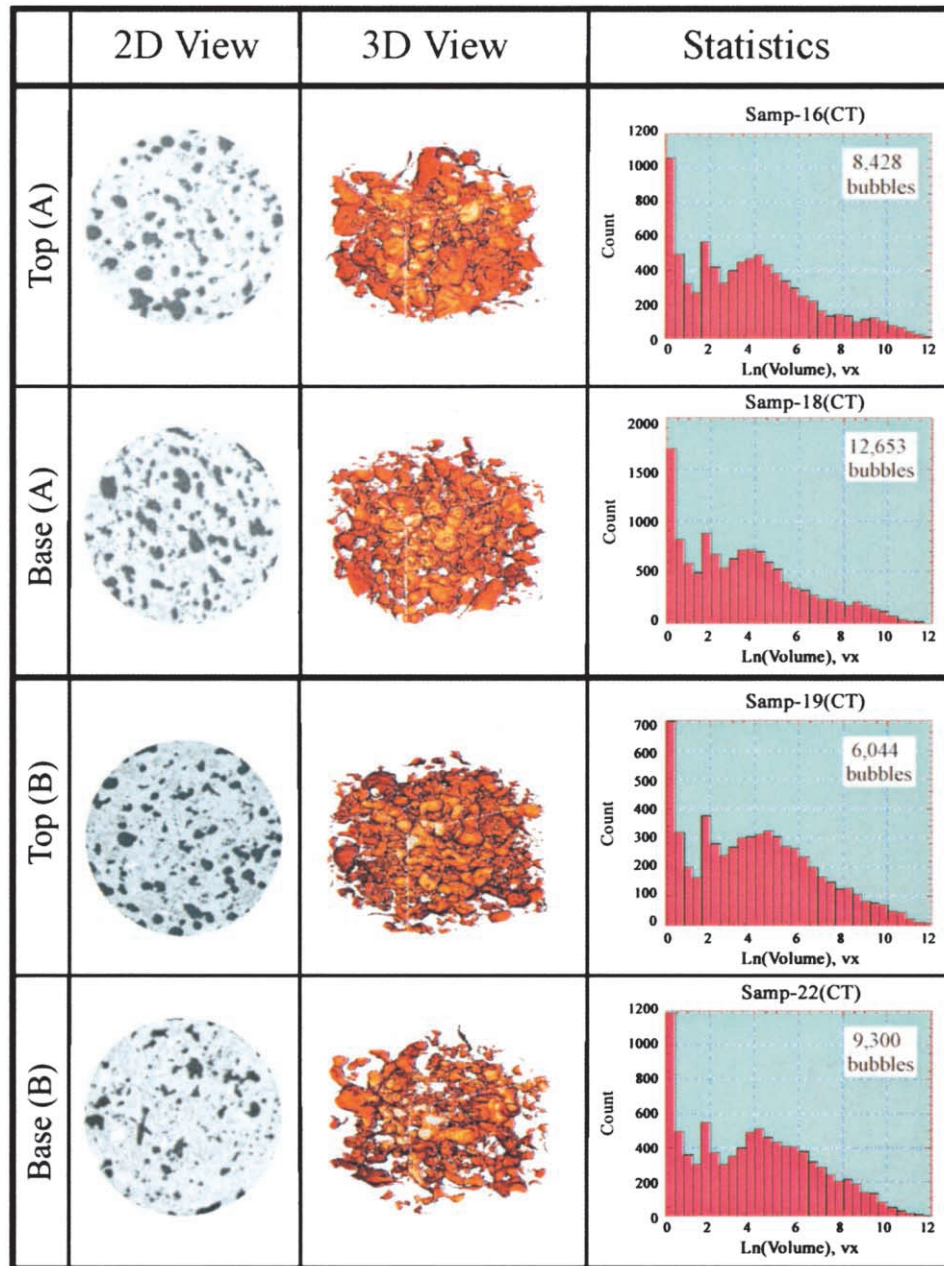 2D View
3D View
Statistics
Top (A)
Samp-16(CT)
8,428
bubbles
Count
1200
1000
800
600
400
200
0
0 2 4 6 8 10 12
Ln(Volume), vx
Base (A)
Samp-18(CT)
12,653
bubbles
Count
2000
1500
1000
500
0
0 2 4 6 8 10 12
Ln(Volume), vx
Top (B)
Samp-19(CT)
6,044
bubbles
Count
700
600
500
400
300
200
100
0
0 2 4 6 8 10 12
Ln(Volume), vx
Base (B)
Samp-22(CT)
9,300
bubbles
Count
1200
1000
800
600
400
200
0
0 2 4 6 8 10 12
Ln(Volume), vx